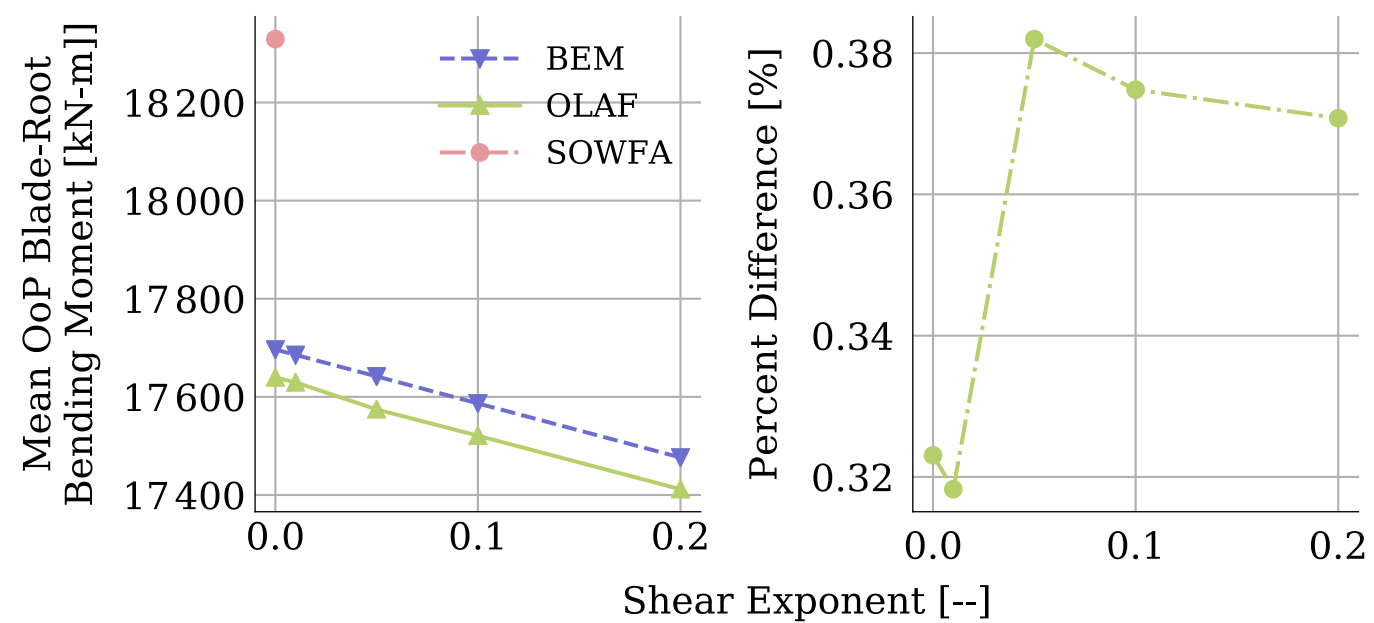 Mean OoP Blade-Root
Bending Moment [kN-m]]
18200
18000
17800
17600
17400
0.0
0.1
0.2
BEM
OLAF
SOWFA
Percent Difference [%]
0.38
0.36
0.34
0.32
0.0
0.1
0.2
Shear Exponent [--]